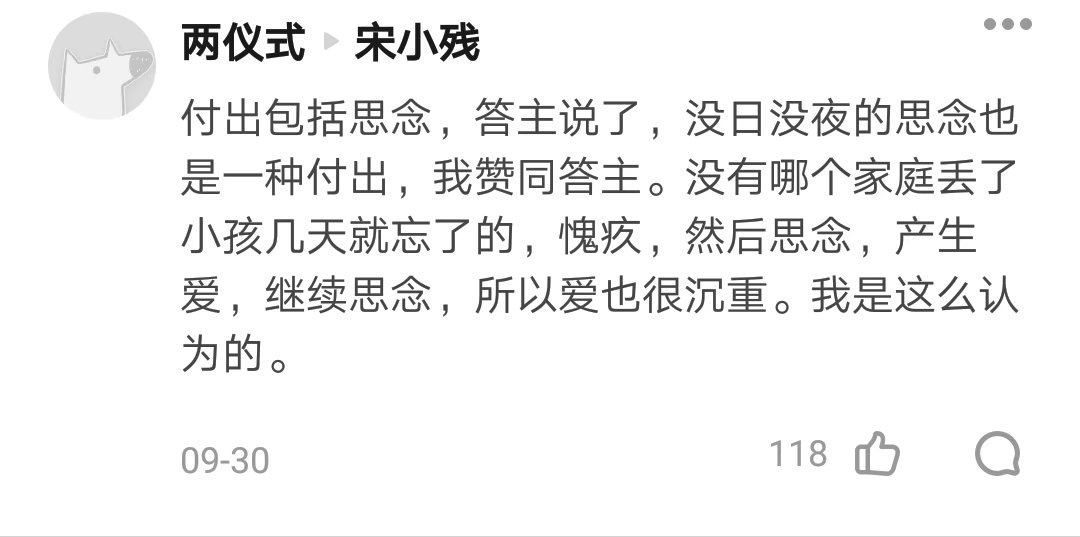 两仪式 ▸ 宋小残
付出包括思念，答主说了，没日没夜的思念也
是一种付出，我赞同答主。没有哪个家庭丢了
小孩几天就忘了的，愧疚，然后思念，产生
爱，继续思念，所以爱也很沉重。我是这么认
为的。
09-30 118